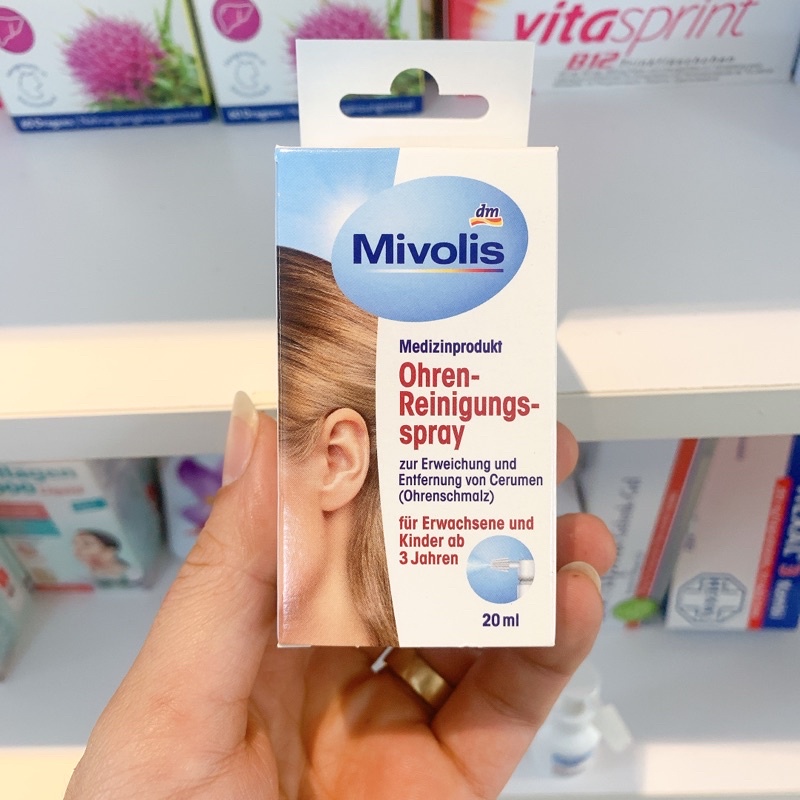 vitasprint
B12 Trinkfläschchen
dm
Mivolis
Medizinprodukt
Ohren-
Reinigungs-
spray
zur Erweichung und
Entfernung von Cerumen
(Ohrenschmalz)
für Erwachsene und
Kinder ab
3 Jahren
20 ml